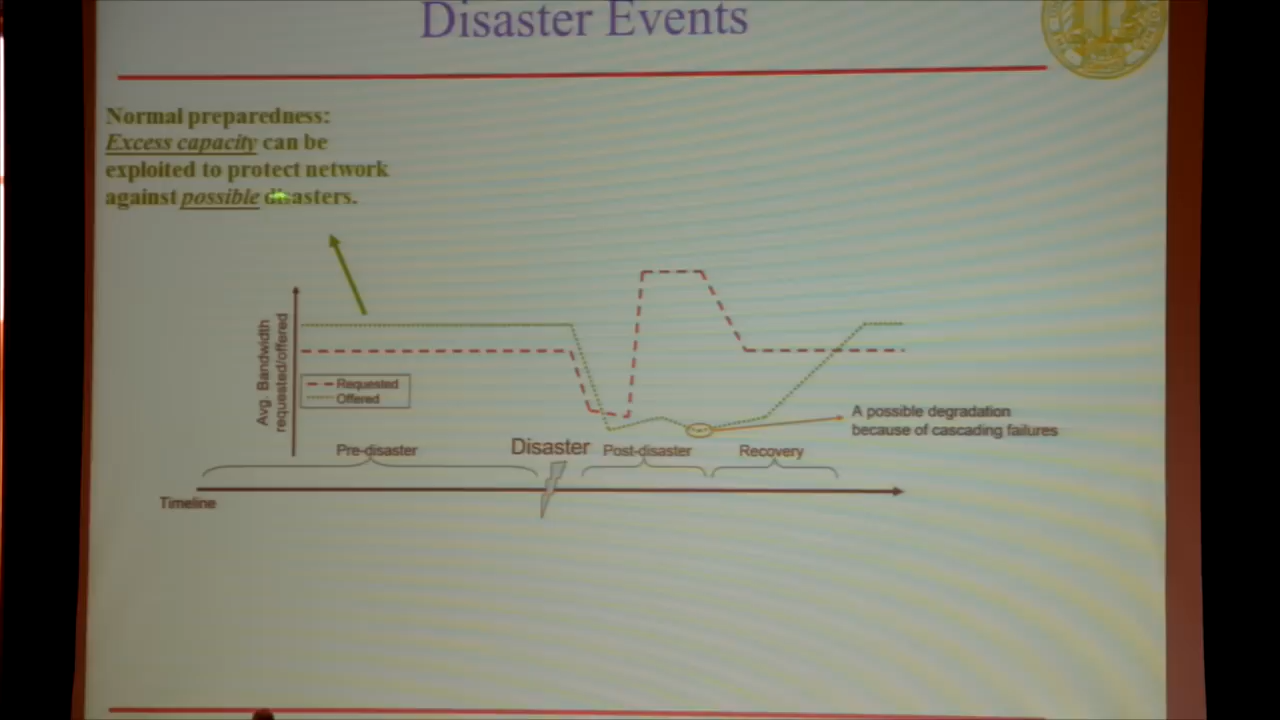 Disaster Events
Normal preparedness:
Excess capacity can be
exploited to protect network
against possible disasters.
Avg. Bandwidth
requested/offered
Requested
Offered
A possible degradation
because of cascading failures
Pre-disaster
Disaster
Post-disaster
Recovery
Timeline